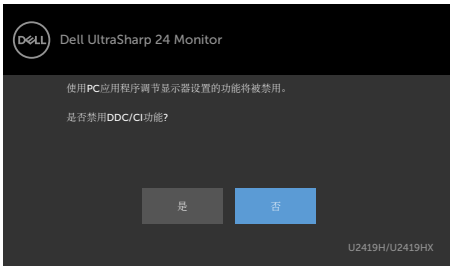 DELL
Dell UltraSharp 24 Monitor
使用PC应用程序调节显示器设置的功能将被禁用。
是否禁用DDC/CI功能?
是
否
U2419H/U2419HX